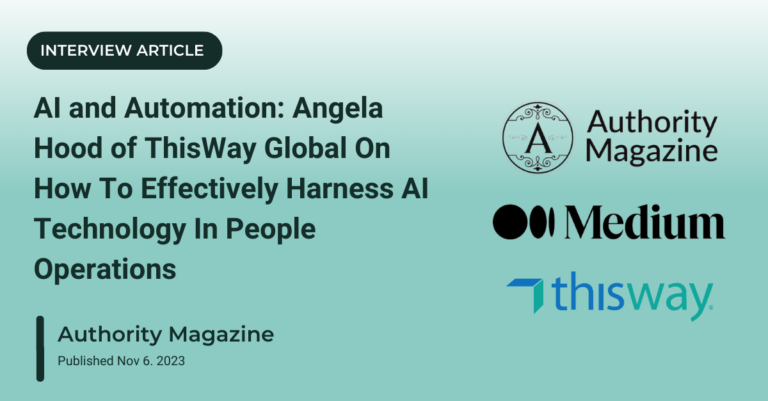 INTERVIEW ARTICLE
AI and Automation: Angela
Hood of ThisWay Global On
How To Effectively Harness AI
Technology In People
Operations
Authority Magazine
Published Nov 6. 2023
A
Authority
Magazine
Medium
thisway